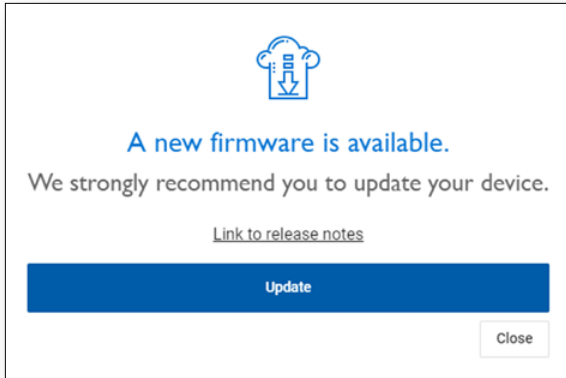 A new firmware is available.
We strongly recommend you to update your device.
Link to release notes
Update
Close